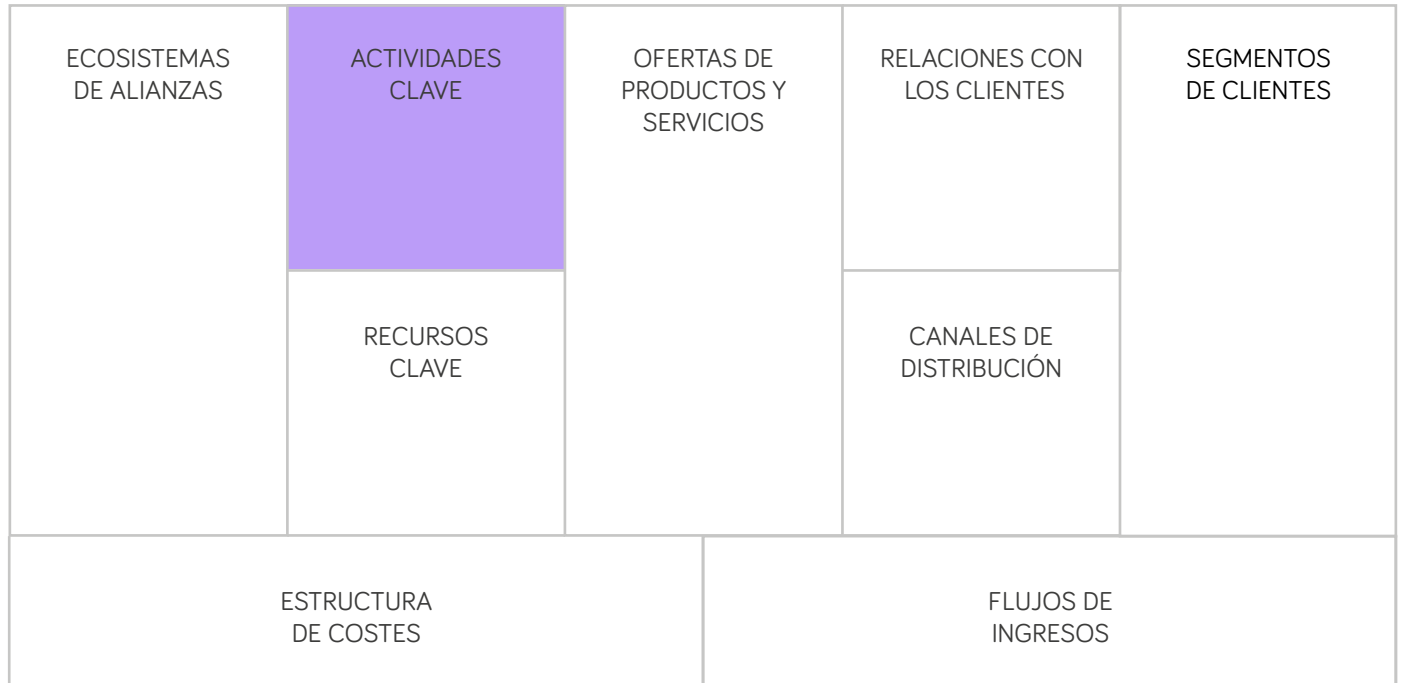 ECOSISTEMAS
DE ALIANZAS
ACTIVIDADES
CLAVE
OFERTAS DE
PRODUCTOS Y
SERVICIOS
RELACIONES CON
LOS CLIENTES
SEGMENTOS
DE CLIENTES
RECURSOS
CLAVE
CANALES DE
DISTRIBUCIÓN
ESTRUCTURA
DE COSTES
FLUJOS DE
INGRESOS